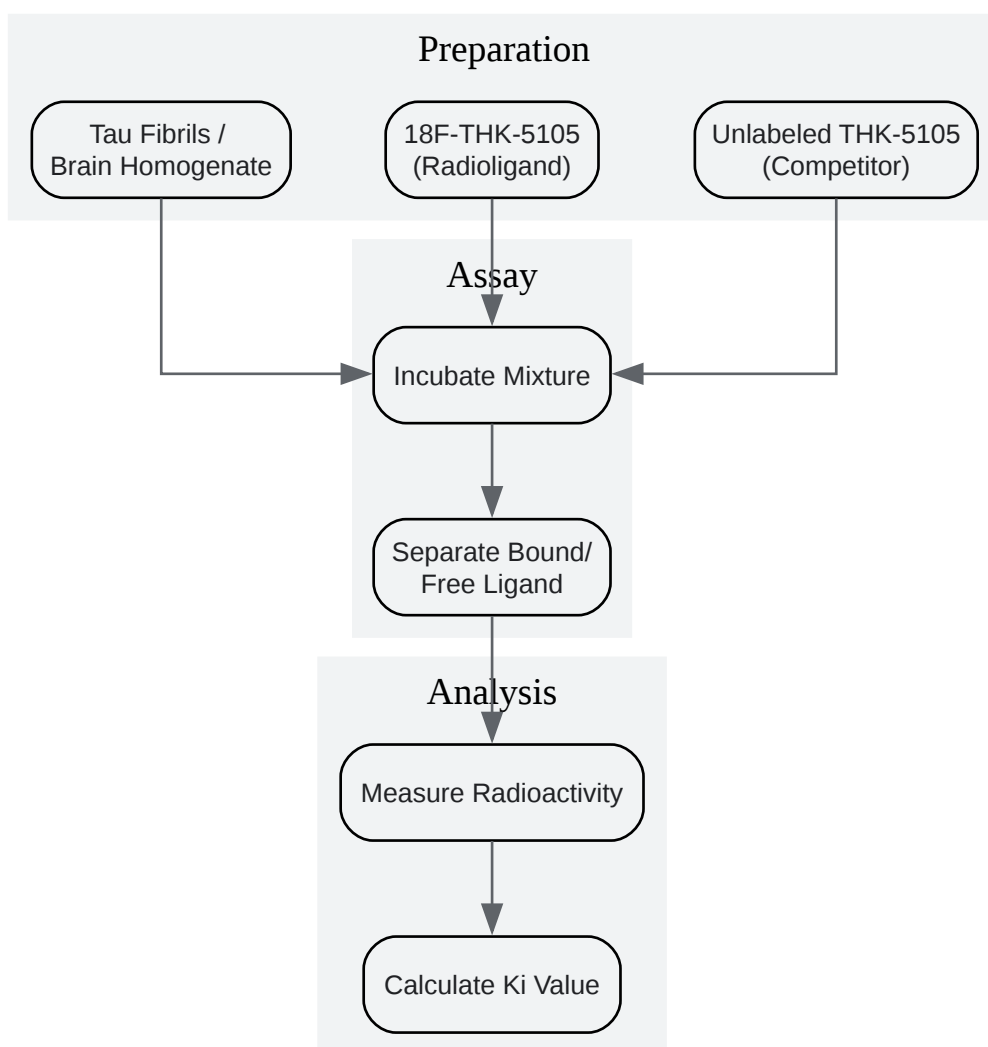 Preparation
Tau Fibrils /
Brain Homogenate
18F-THK-5105
(Radioligand)
Unlabeled THK-5105
(Competitor)
Assay
Incubate Mixture
Separate Bound/
Free Ligand
Analysis
Measure Radioactivity
Calculate Ki Value